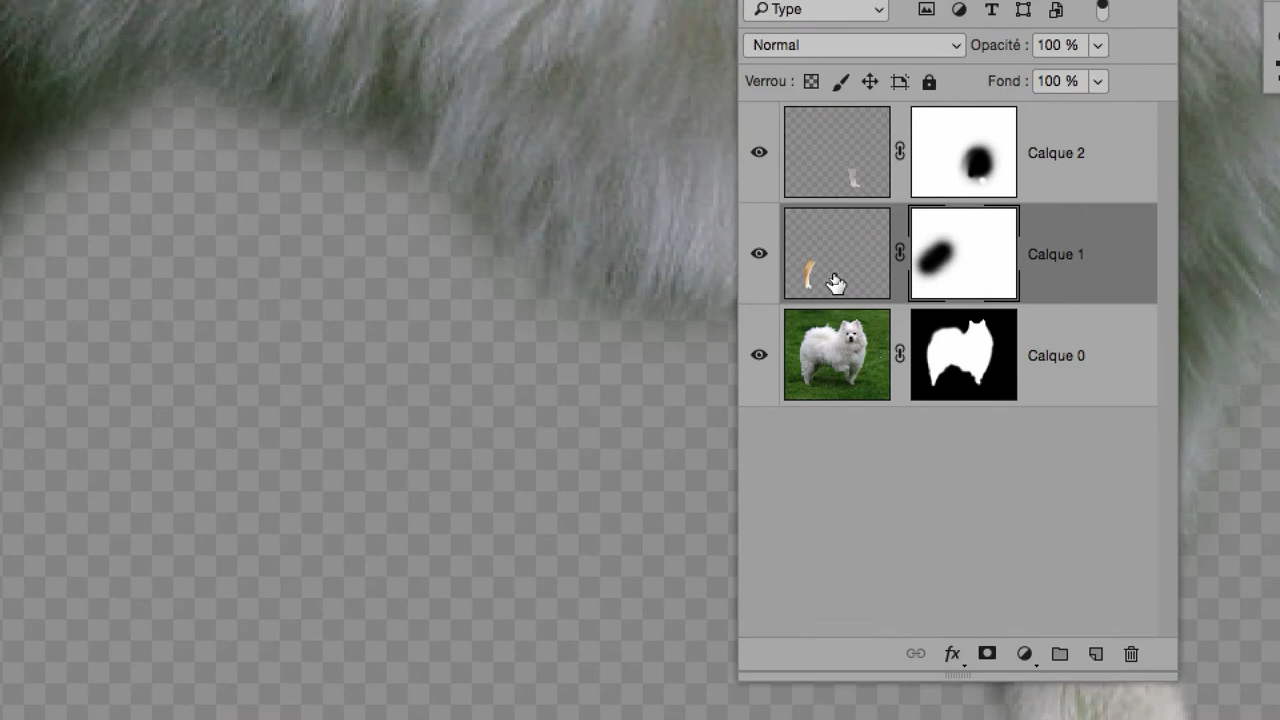 Type
Normal Opacité : 100 %
Verrou : Fond : 100 %
Calque 2
Calque 1
Calque 0
fx